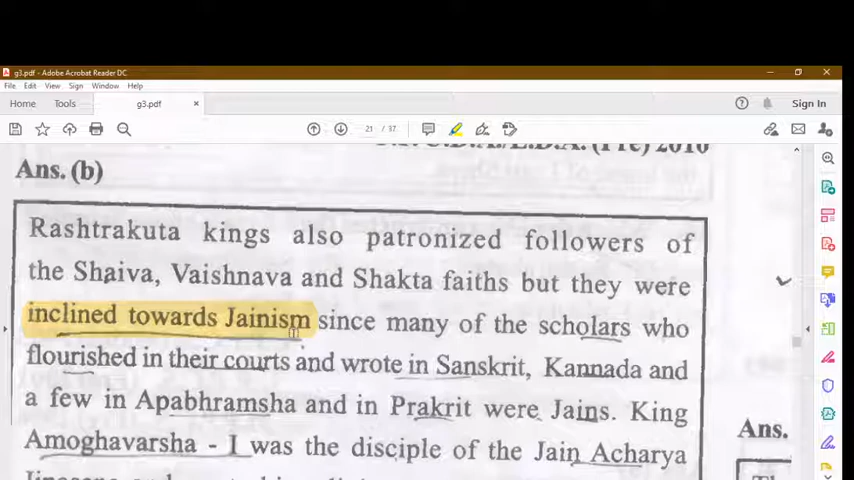 g3.pdf - Adobe Acrobat Reader DC
File Edit View Sign Window Help
Home Tools g3.pdf × Sign In
21 / 37
(Pre) 2010
Ans. (b)
Rashtrakuta kings also patronized followers of
the Shaiva, Vaishnava and Shakta faiths but they were
inclined towards Jainism since many of the scholars who
flourished in their courts and wrote in Sanskrit, Kannada and
a few in Apabhramsha and in Prakrit were Jains. King
Amoghavarsha - I was the disciple of the Jain Acharya
Ans.